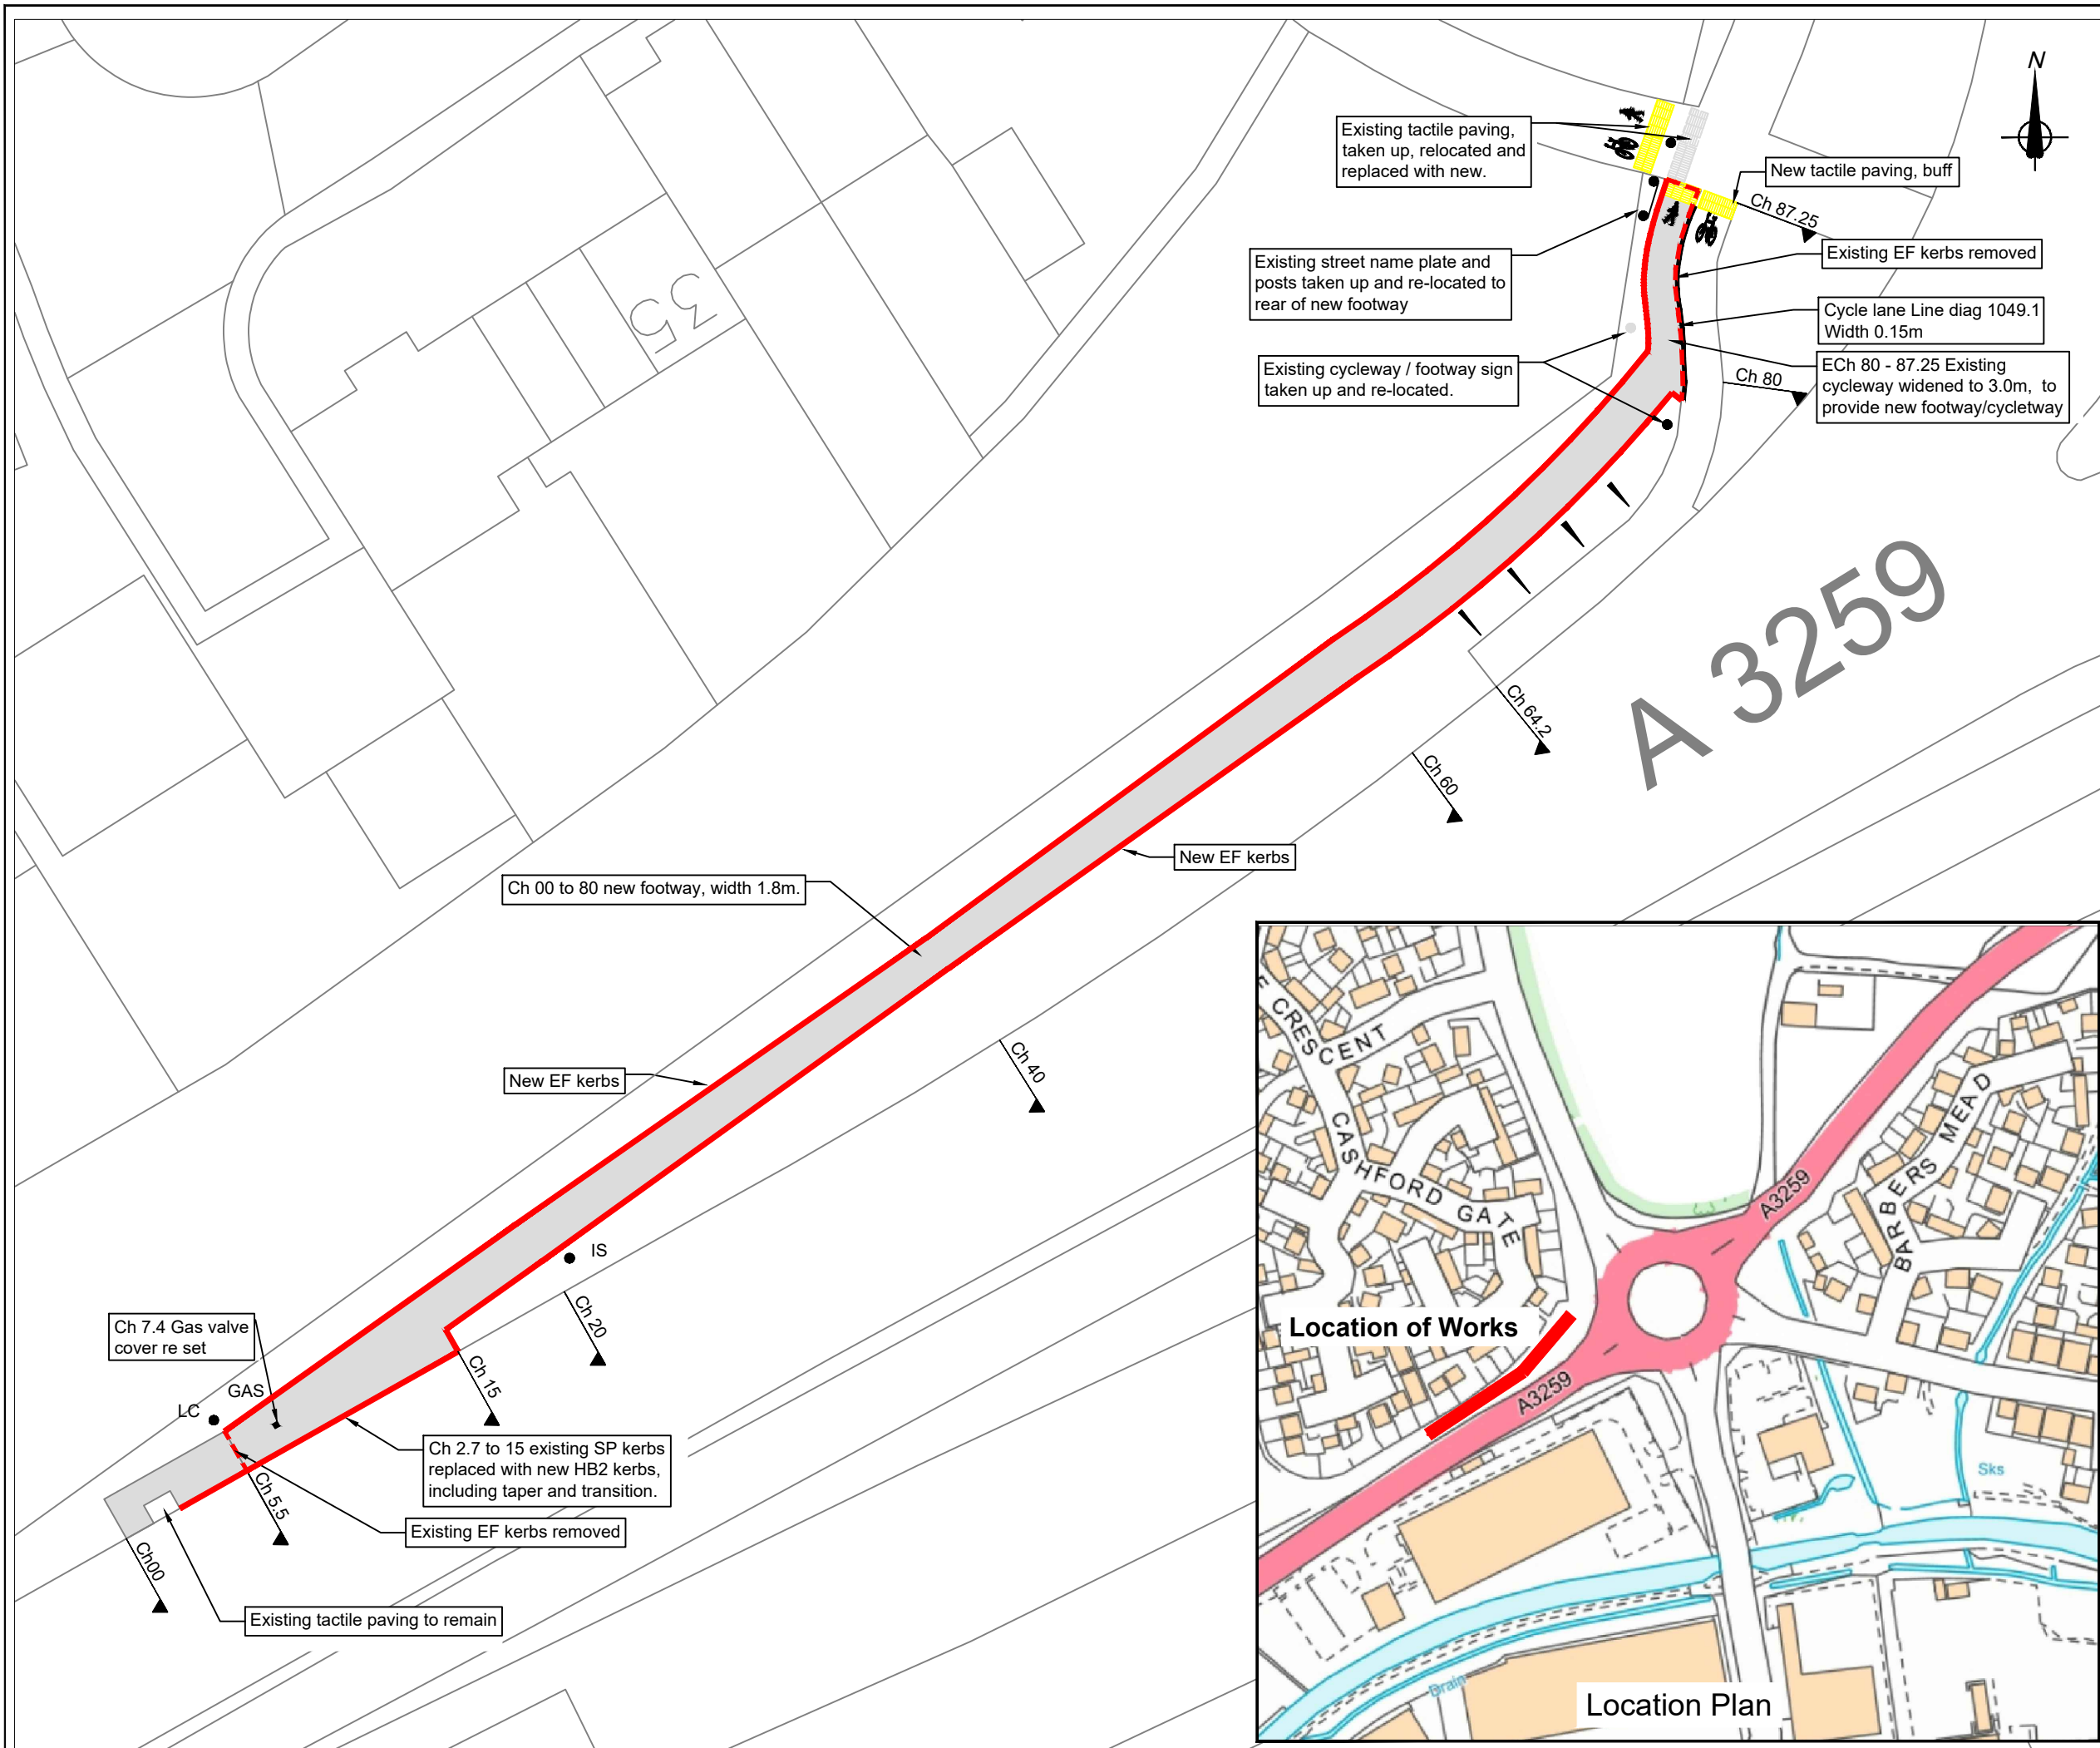 N
Existing tactile paving,
taken up, relocated and
replaced with new.
New tactile paving, buff
Ch 87.25
Existing EF kerbs removed
Existing street name plate and
posts taken up and re-located to
rear of new footway
Cycle lane Line diag 1049.1
Width 0.15m
Existing cycleway / footway sign
taken up and re-located.
ECh 80 - 87.25 Existing
cycleway widened to 3.0m, to
provide new footway/cycletway
Ch 80
35
A 3259
Ch 64.2
Ch 60
New EF kerbs
Ch 00 to 80 new footway, width 1.8m.
New EF kerbs
Ch 40
IS
Ch 20
Ch 7.4 Gas valve
cover re set
GAS
LC
Ch 15
Ch 2.7 to 15 existing SP kerbs
replaced with new HB2 kerbs,
including taper and transition.
Ch 5.5
Existing EF kerbs removed
Ch00
Existing tactile paving to remain
E CRESCENT
CASHFORD GATE
BARBERS MEAD
A3259
Location of Works
A3259
Sks
Drain
Location Plan